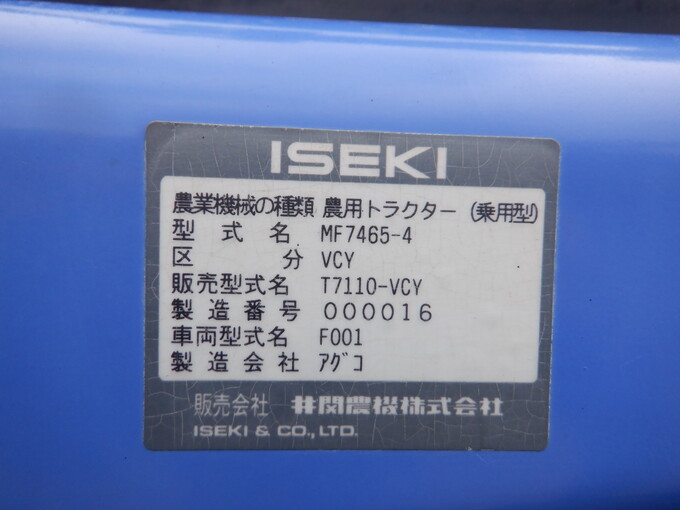 ISEKI
農業機械の種類 農用トラクター (乗用型)
型式名 MF7465-4
区分 VCY
販売型式名 T7110-VCY
製造番号 000016
車両型式名 F001
製造会社 ｱｸﾞｺ
販売会社 井関農機株式会社
ISEKI & CO., LTD.